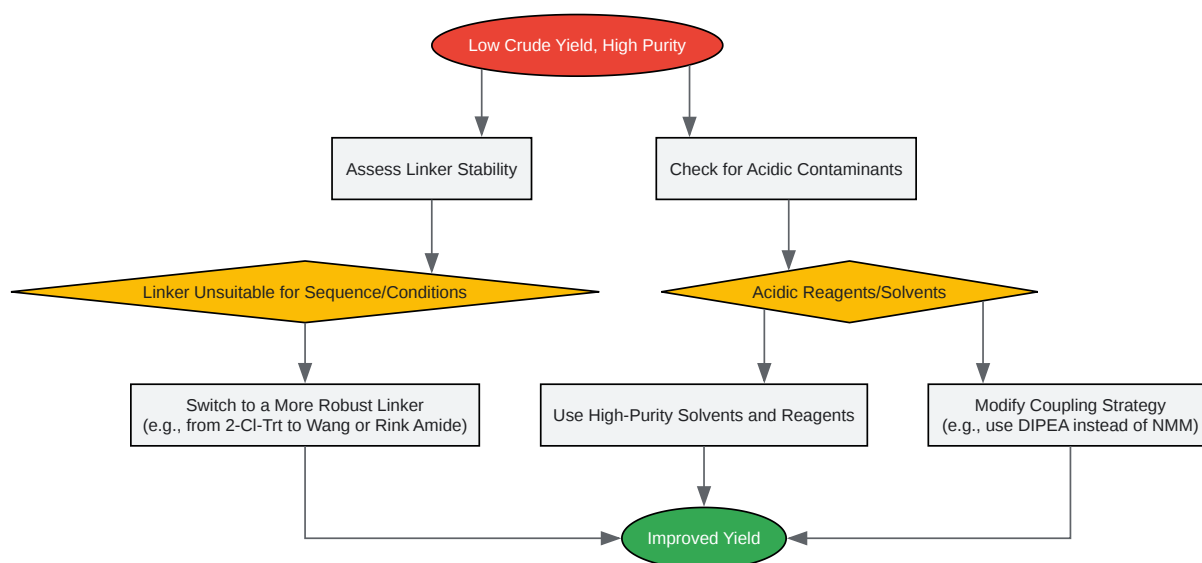 Low Crude Yield, High Purity
Assess Linker Stability
Check for Acidic Contaminants
Linker Unsuitable for Sequence/Conditions
Acidic Reagents/Solvents
Switch to a More Robust Linker
(e.g., from 2-Cl-Trt to Wang or Rink Amide)
Use High-Purity Solvents and Reagents
Modify Coupling Strategy
(e.g., use DIPEA instead of NMM)
Improved Yield